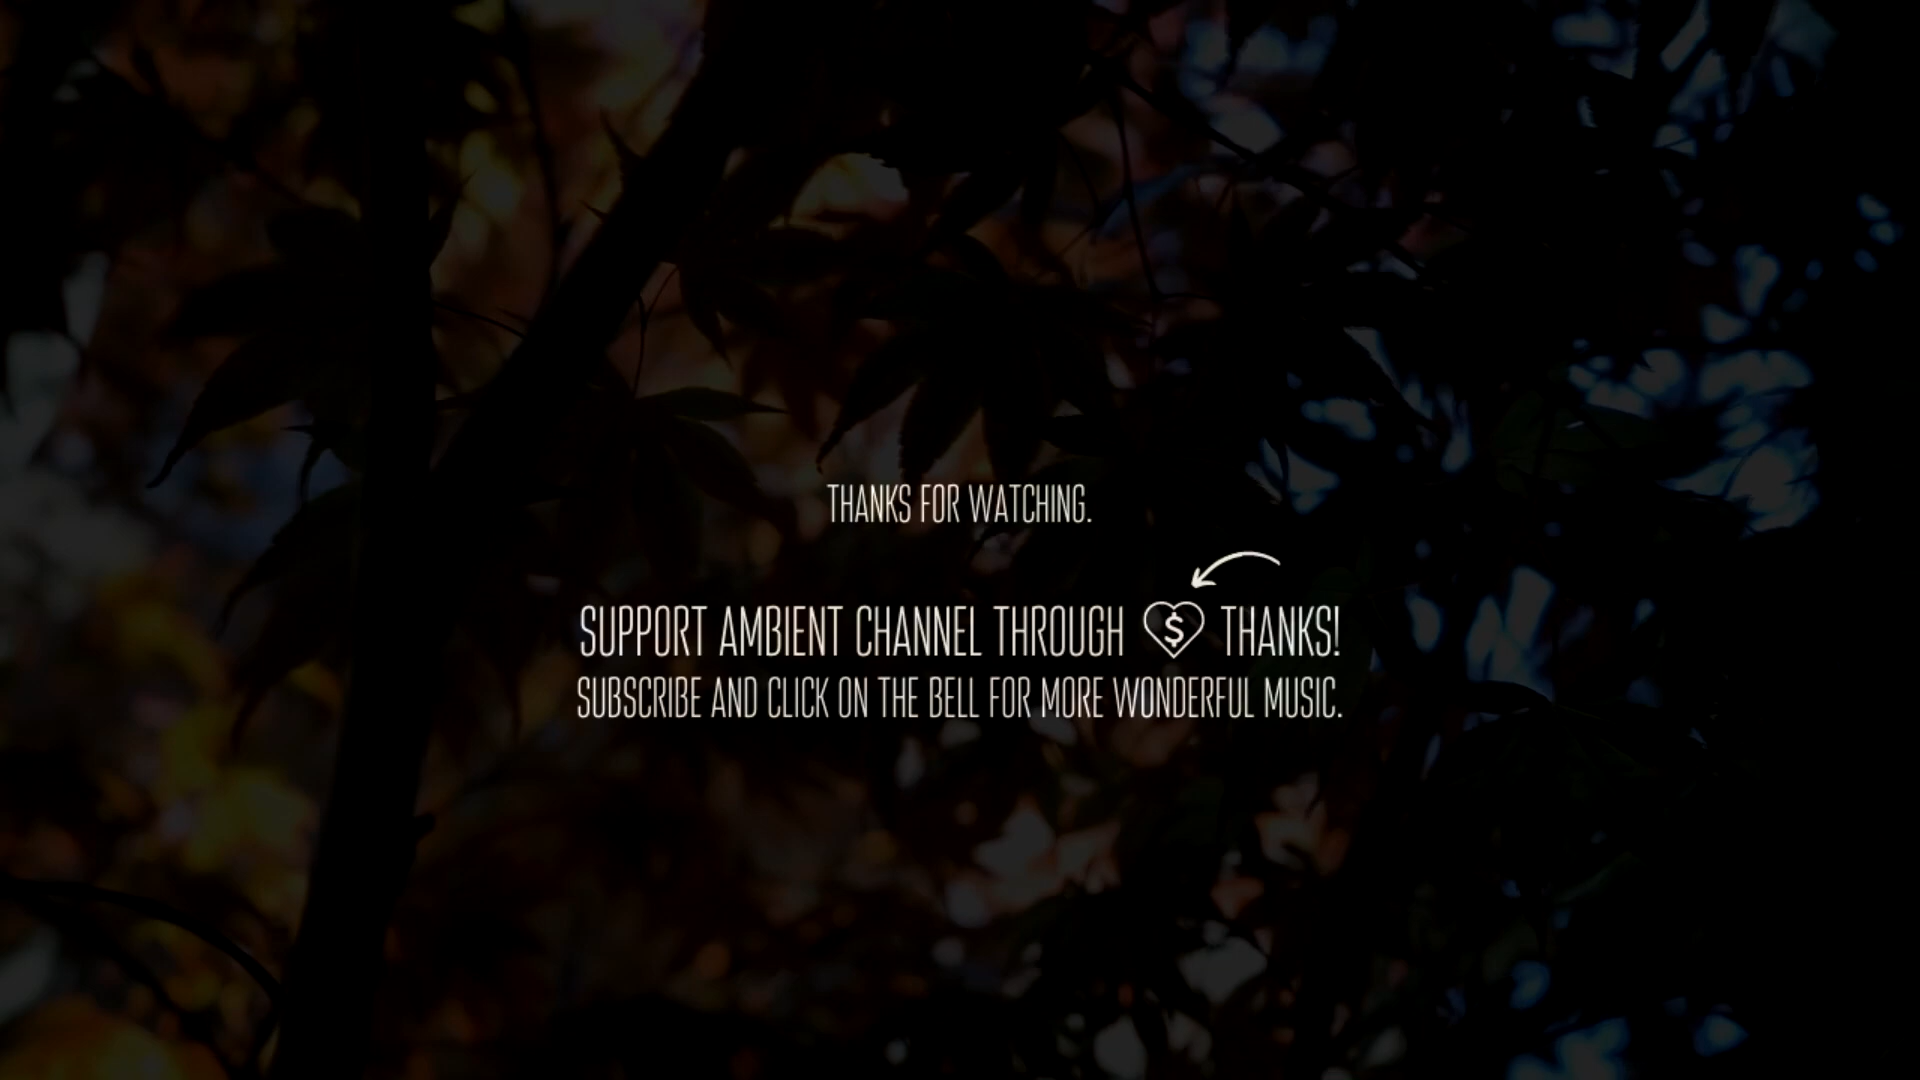 THANKS FOR WATCHING.
SUPPORT AMBIENT CHANNEL THROUGH $ THANKS!
SUBSCRIBE AND CLICK ON THE BELL FOR MORE WONDERFUL MUSIC.